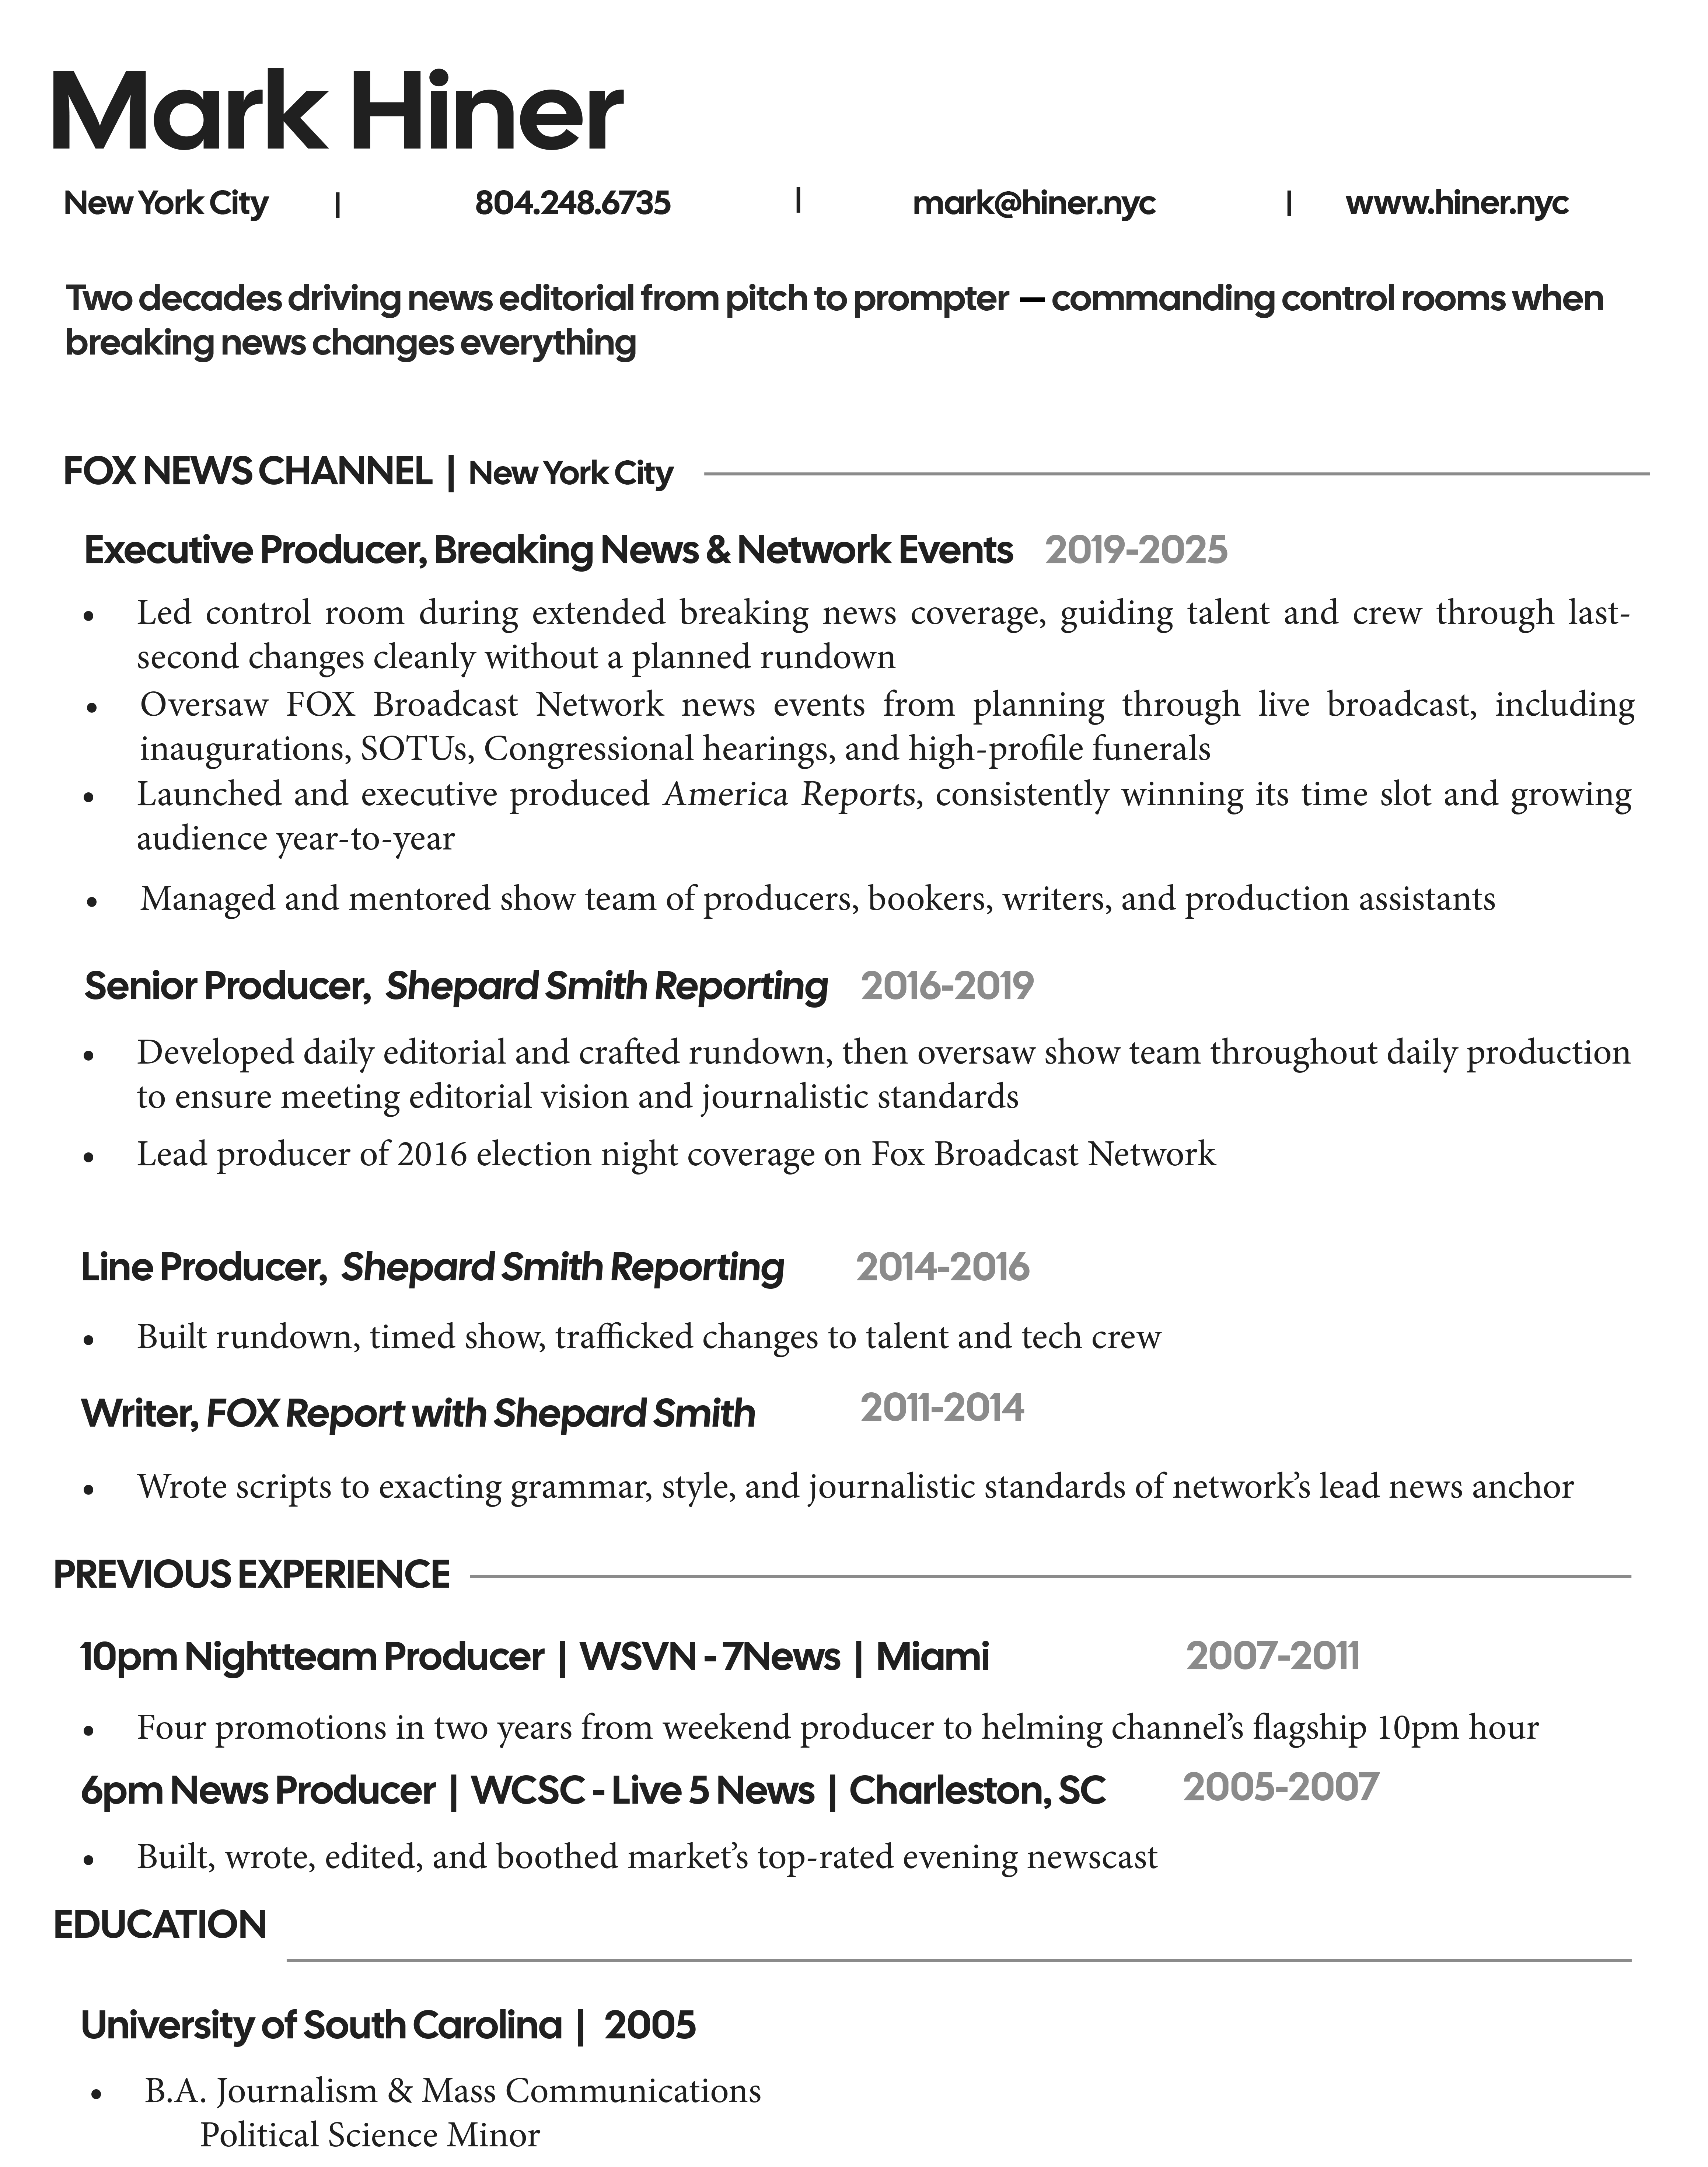 Mark Hiner
New York City | 804.248.6735 | mark@hiner.nyc | www.hiner.nyc
Two decades driving news editorial from pitch to prompter — commanding control rooms when
breaking news changes everything
FOX NEWS CHANNEL | New York City
Executive Producer, Breaking News & Network Events 2019-2025
• Led control room during extended breaking news coverage, guiding talent and crew through last-
second changes cleanly without a planned rundown
• Oversaw FOX Broadcast Network news events from planning through live broadcast, including
inaugurations, SOTUs, Congressional hearings, and high-profile funerals
• Launched and executive produced America Reports, consistently winning its time slot and growing
audience year-to-year
• Managed and mentored show team of producers, bookers, writers, and production assistants
Senior Producer, Shepard Smith Reporting 2016-2019
• Developed daily editorial and crafted rundown, then oversaw show team throughout daily production
to ensure meeting editorial vision and journalistic standards
• Lead producer of 2016 election night coverage on Fox Broadcast Network
Line Producer, Shepard Smith Reporting 2014-2016
• Built rundown, timed show, trafficked changes to talent and tech crew
Writer, FOX Report with Shepard Smith 2011-2014
• Wrote scripts to exacting grammar, style, and journalistic standards of network’s lead news anchor
PREVIOUS EXPERIENCE
10pm Nightteam Producer | WSVN - 7News | Miami 2007-2011
• Four promotions in two years from weekend producer to helming channel’s flagship 10pm hour
6pm News Producer | WCSC - Live 5 News | Charleston, SC 2005-2007
• Built, wrote, edited, and boothed market’s top-rated evening newscast
EDUCATION
University of South Carolina | 2005
• B.A. Journalism & Mass Communications
Political Science Minor